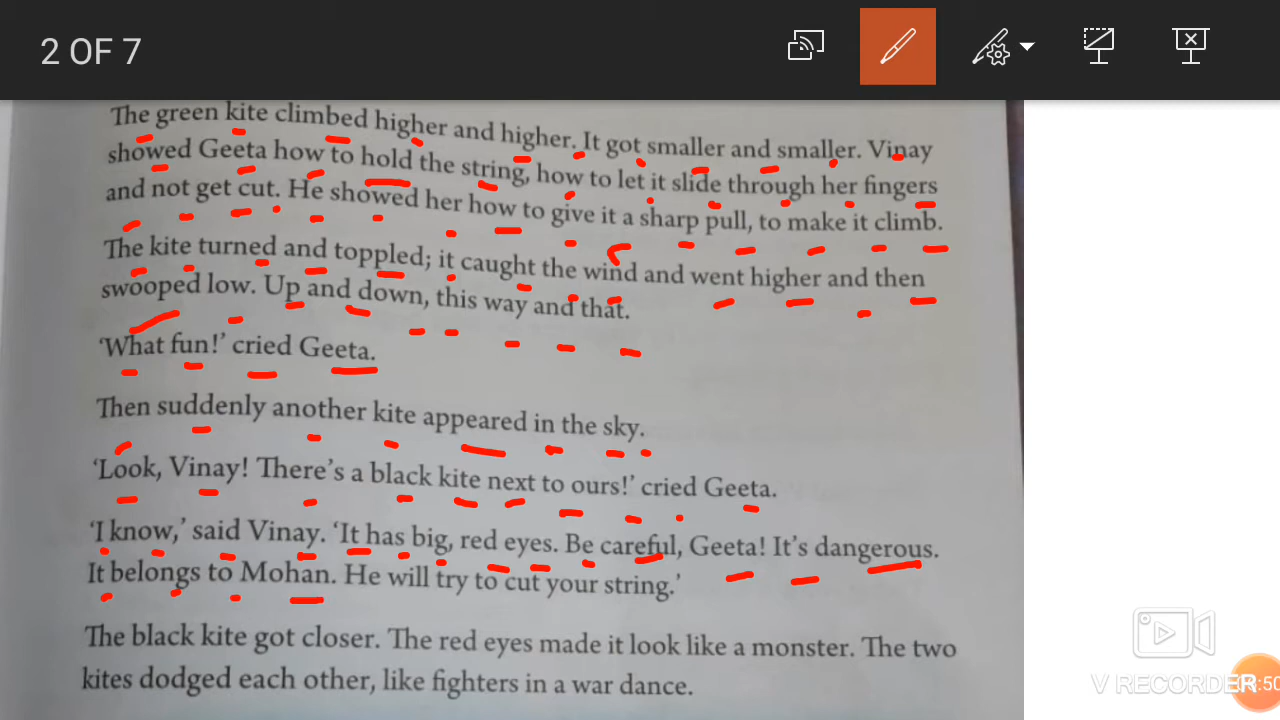 2 OF 7
The green kite climbed higher and higher. It got smaller and smaller. Vinay
showed Geeta how to hold the string, how to let it slide through her fingers
and not get cut. He showed her how to give it a sharp pull, to make it climb.
The kite turned and toppled; it caught the wind and went higher and then
swooped low. Up and down, this way and that.
‘What fun!’ cried Geeta.
Then suddenly another kite appeared in the sky.
‘Look, Vinay! There’s a black kite next to ours!’ cried Geeta.
‘I know,’ said Vinay. ‘It has big, red eyes. Be careful, Geeta! It’s dangerous.
It belongs to Mohan. He will try to cut your string.’
The black kite got closer. The red eyes made it look like a monster. The two
kites dodged each other, like fighters in a war dance.
V RECORDER